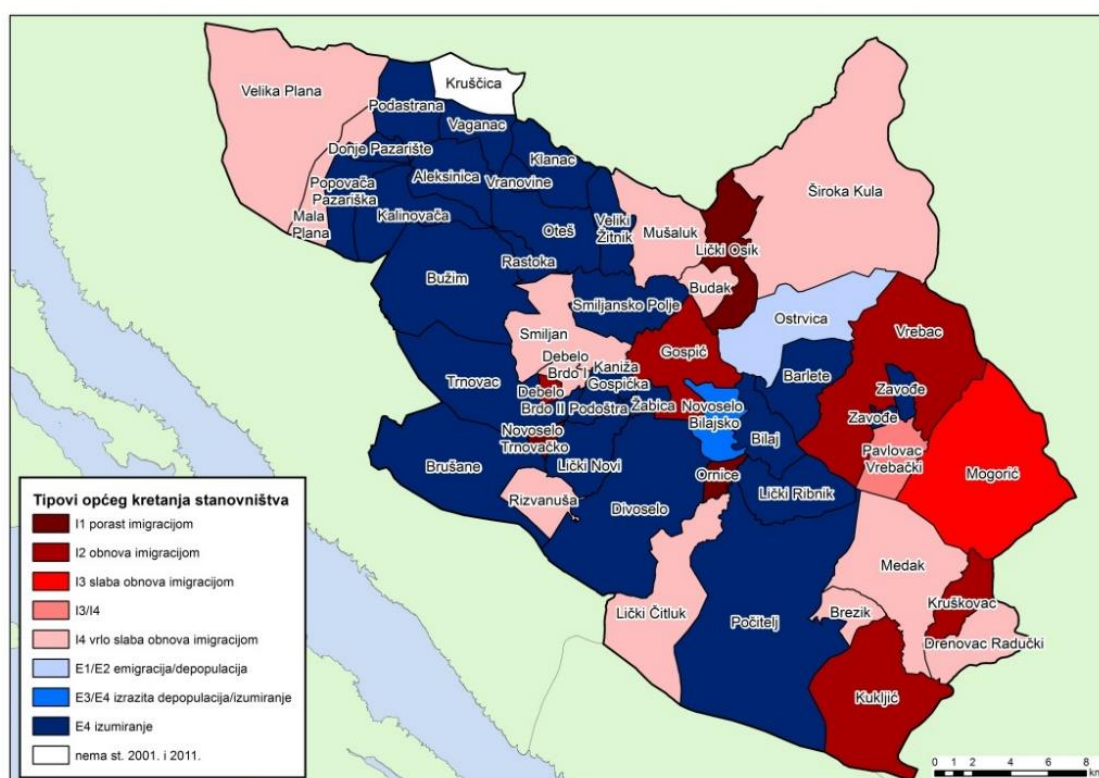 Kruščica
Velika Plana
Podastrana
Vaganac
Donje Pazarište
Klanac
Aleksinica
Vranovine
Široka Kula
Popovača
Pazariška
Kalinovača
Mala
Plana
Oteš
Veliki
Žitnik
Mušaluk
Lički Osik
Rastoka
Bužim
Budak
Smiljansko Polje
Ostrvica
Smiljan
Vrebac
Gospić
Debelo
Brdo I
Kaniža
Gospićka
Barlete
Trnovac
Zavođe
Debelo
Brdo II
Podoštra
Žabica
Novoselo
Bilajsko
Zavođe
Novoselo
Trnovačko
Bilaj
Pavlovac
Vrebački
Brušane
Lički Novi
Ornice
Lički Ribnik
Mogorić
Rizvanuša
Divoselo
Medak
Kruškovac
Lički Čitluk
Brezik
Počitelj
Drenovac Radučki
Kukljić
Tipovi općeg kretanja stanovništva
I1 porast imigracijom
I2 obnova imigracijom
I3 slaba obnova imigracijom
I3/I4
I4 vrlo slaba obnova imigracijom
E1/E2 emigracija/depopulacija
E3/E4 izrazita depopulacija/izumiranje
E4 izumiranje
nema st. 2001. i 2011.
0 1 2 4 6 8
km